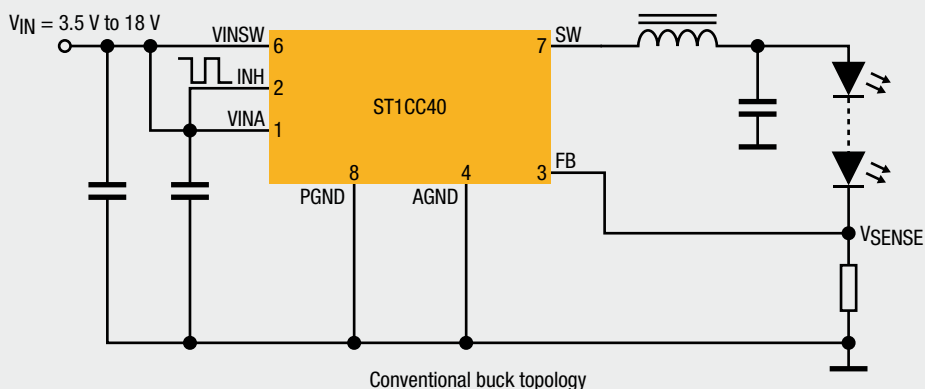 VIN = 3.5 V to 18 V
VINSW
6
7
SW
INH
2
ST1CC40
VINA
1
FB
3
8
4
PGND
AGND
VSENSE
Conventional buck topology